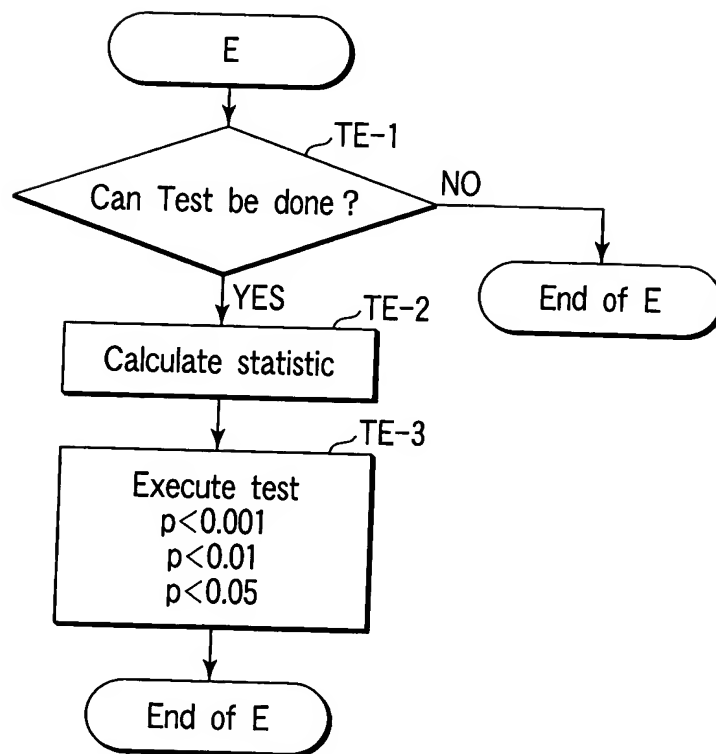 E
TE-1
Can Test be done?
NO
End of E
YES
TE-2
Calculate statistic
TE-3
Execute test
p<0.001
p<0.01
p<0.05
End of E